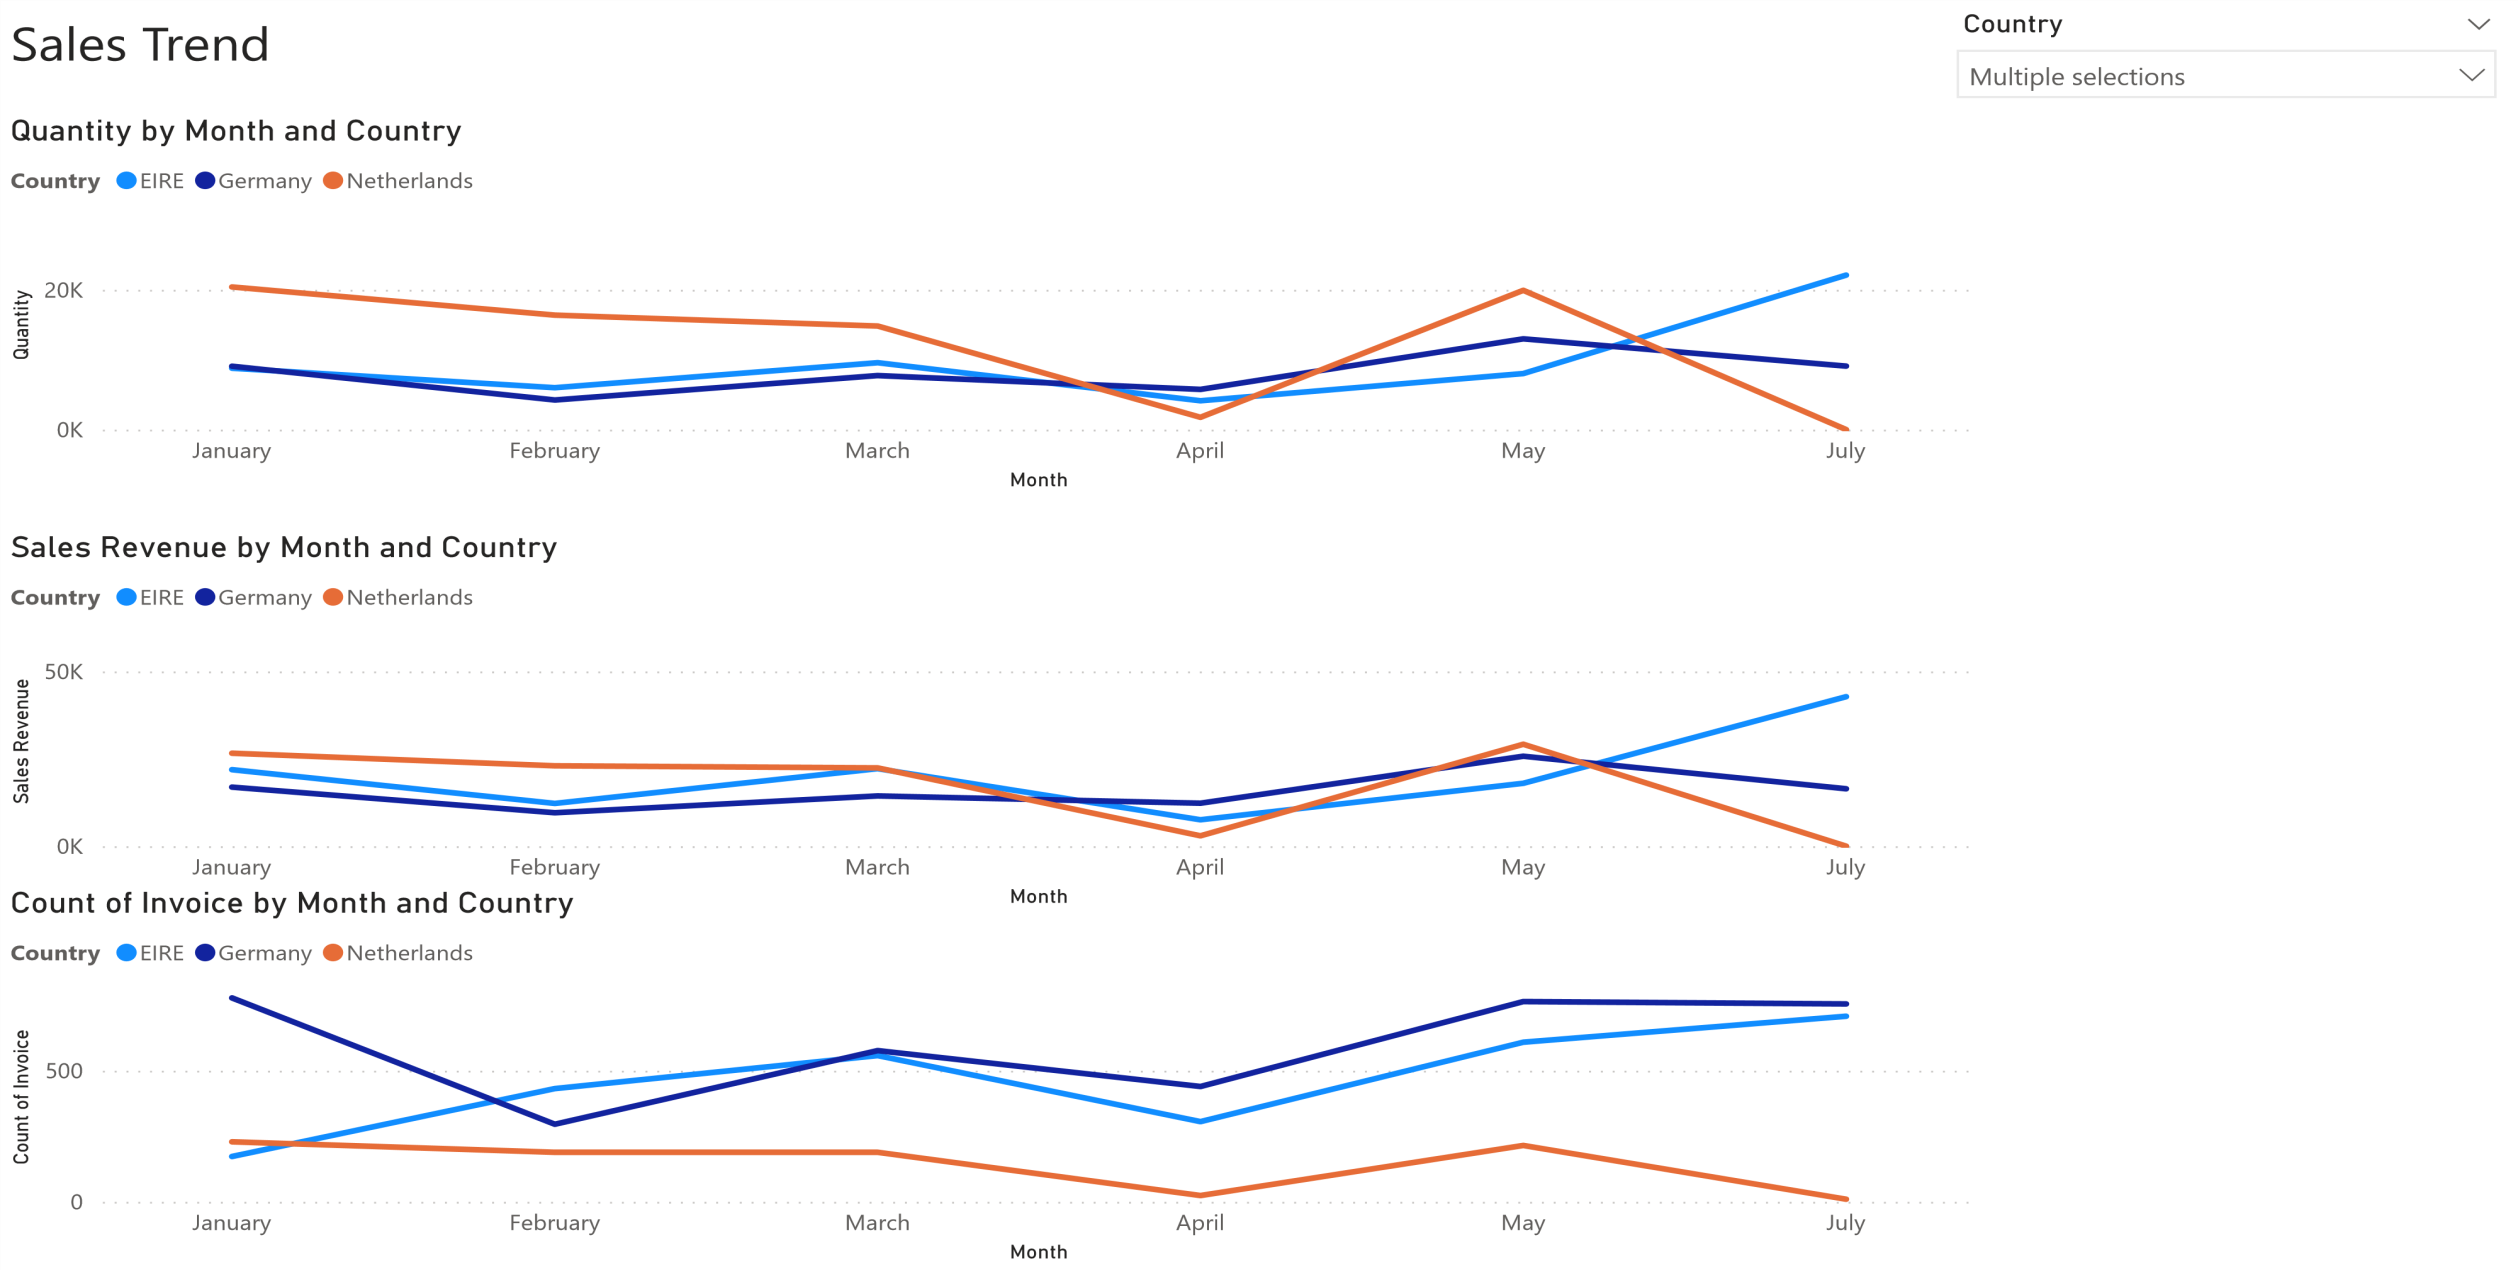 Sales Trend
Country
Multiple selections
Quantity by Month and Country
Country EIRE Germany Netherlands
Quantity
20K
0K
January February March April May July
Month
Sales Revenue by Month and Country
Country EIRE Germany Netherlands
Sales Revenue
50K
0K
January February March April May July
Month
Count of Invoice by Month and Country
Country EIRE Germany Netherlands
Count of Invoice
500
0
January February March April May July
Month